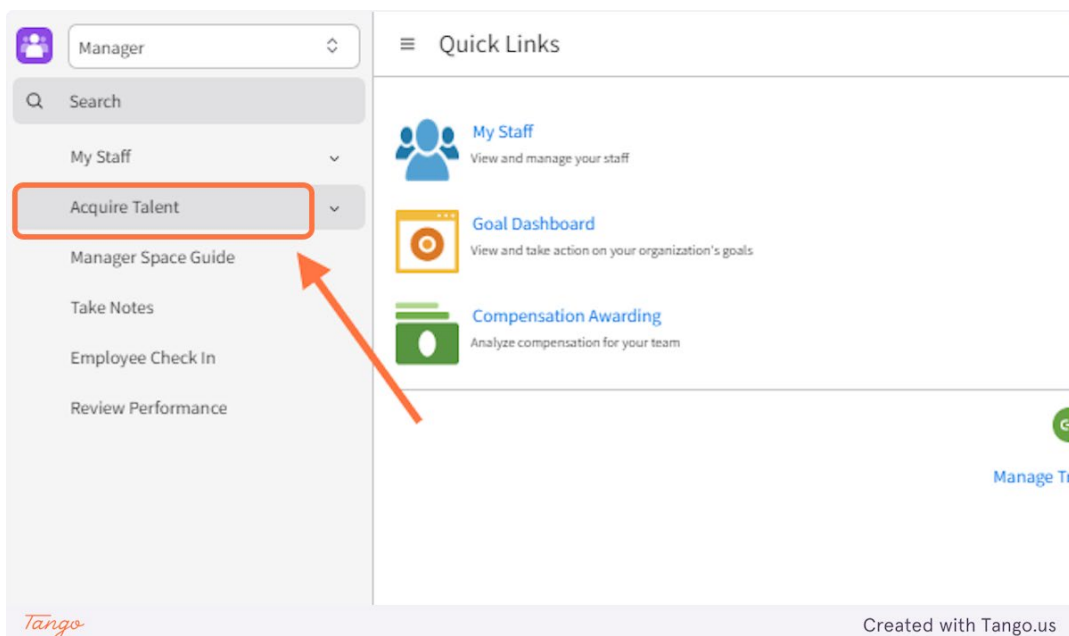 Manager
Search
My Staff
Acquire Talent
Manager Space Guide
Take Notes
Employee Check In
Review Performance
Quick Links
My Staff
View and manage your staff
Goal Dashboard
View and take action on your organization's goals
Compensation Awarding
Analyze compensation for your team
Manage
Tango
Created with Tango.us